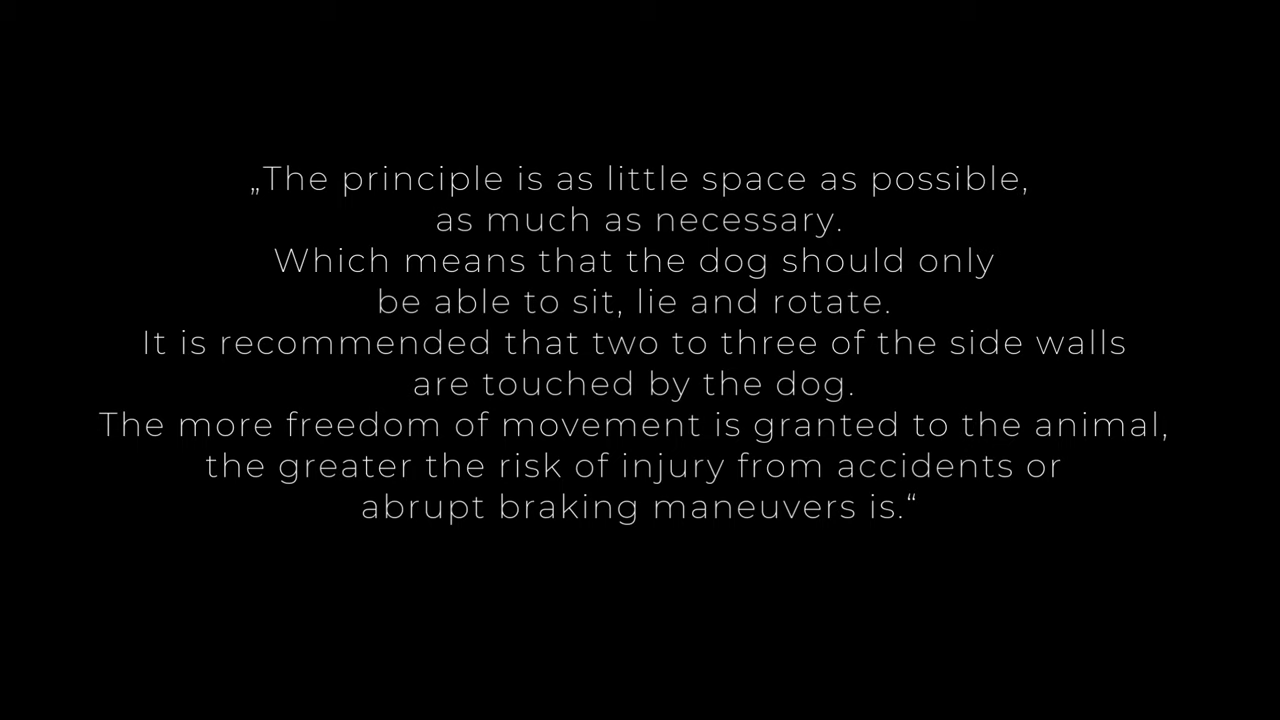 „The principle is as little space as possible,
as much as necessary.
Which means that the dog should only
be able to sit, lie and rotate.
It is recommended that two to three of the side walls
are touched by the dog.
The more freedom of movement is granted to the animal,
the greater the risk of injury from accidents or
abrupt braking maneuvers is.“